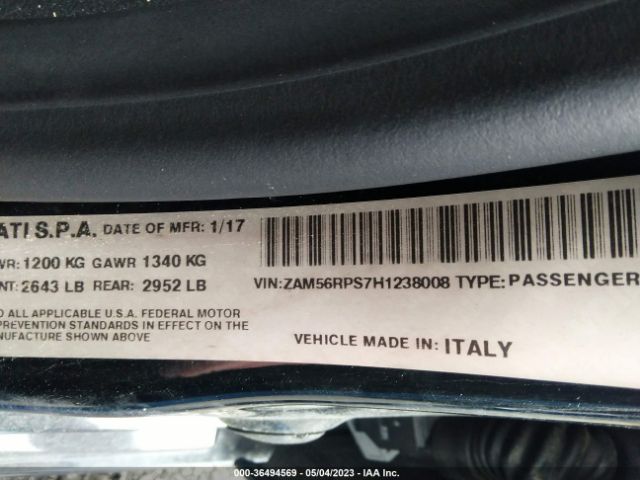 ATI S.P.A. DATE OF MFR: 1/17
WR: 1200 KG GAWR 1340 KG
NT: 2643 LB REAR: 2952 LB
O ALL APPLICABLE U.S.A. FEDERAL MOTOR
PREVENTION STANDARDS IN EFFECT ON THE
NUFACTURE SHOWN ABOVE
VIN:ZAM56RPS7H1238008 TYPE: PASSENGER
VEHICLE MADE IN: ITALY
000-36494569 - 05/04/2023 - IAA Inc.